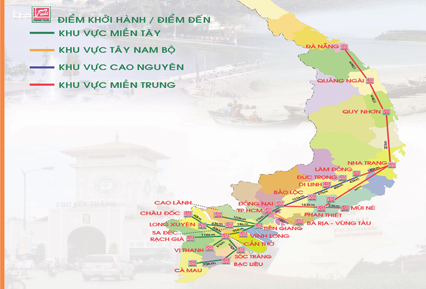 ĐIỂM KHỞI HÀNH / ĐIỂM ĐẾN
KHU VỰC MIỀN TÂY
KHU VỰC TÂY NAM BỘ
KHU VỰC CAO NGUYÊN
KHU VỰC MIỀN TRUNG
ĐÀ NẴNG
QUẢNG NGÃI
QUY NHƠN
NHA TRANG
LÂM ĐỒNG
ĐỨC TRỌNG
DI LINH
BẢO LỘC
CAO LÃNH
ĐỒNG NAI
CHÂU ĐỐC
TP.HCM
MŨI NÉ
PHAN THIẾT
LONG XUYÊN
BÀ RỊA - VŨNG TÀU
TIỀN GIANG
SA ĐÉC
VĨNH LONG
RẠCH GIÁ
CẦN THƠ
VỊ THANH
SÓC TRĂNG
BẠC LIÊU
CÀ MAU